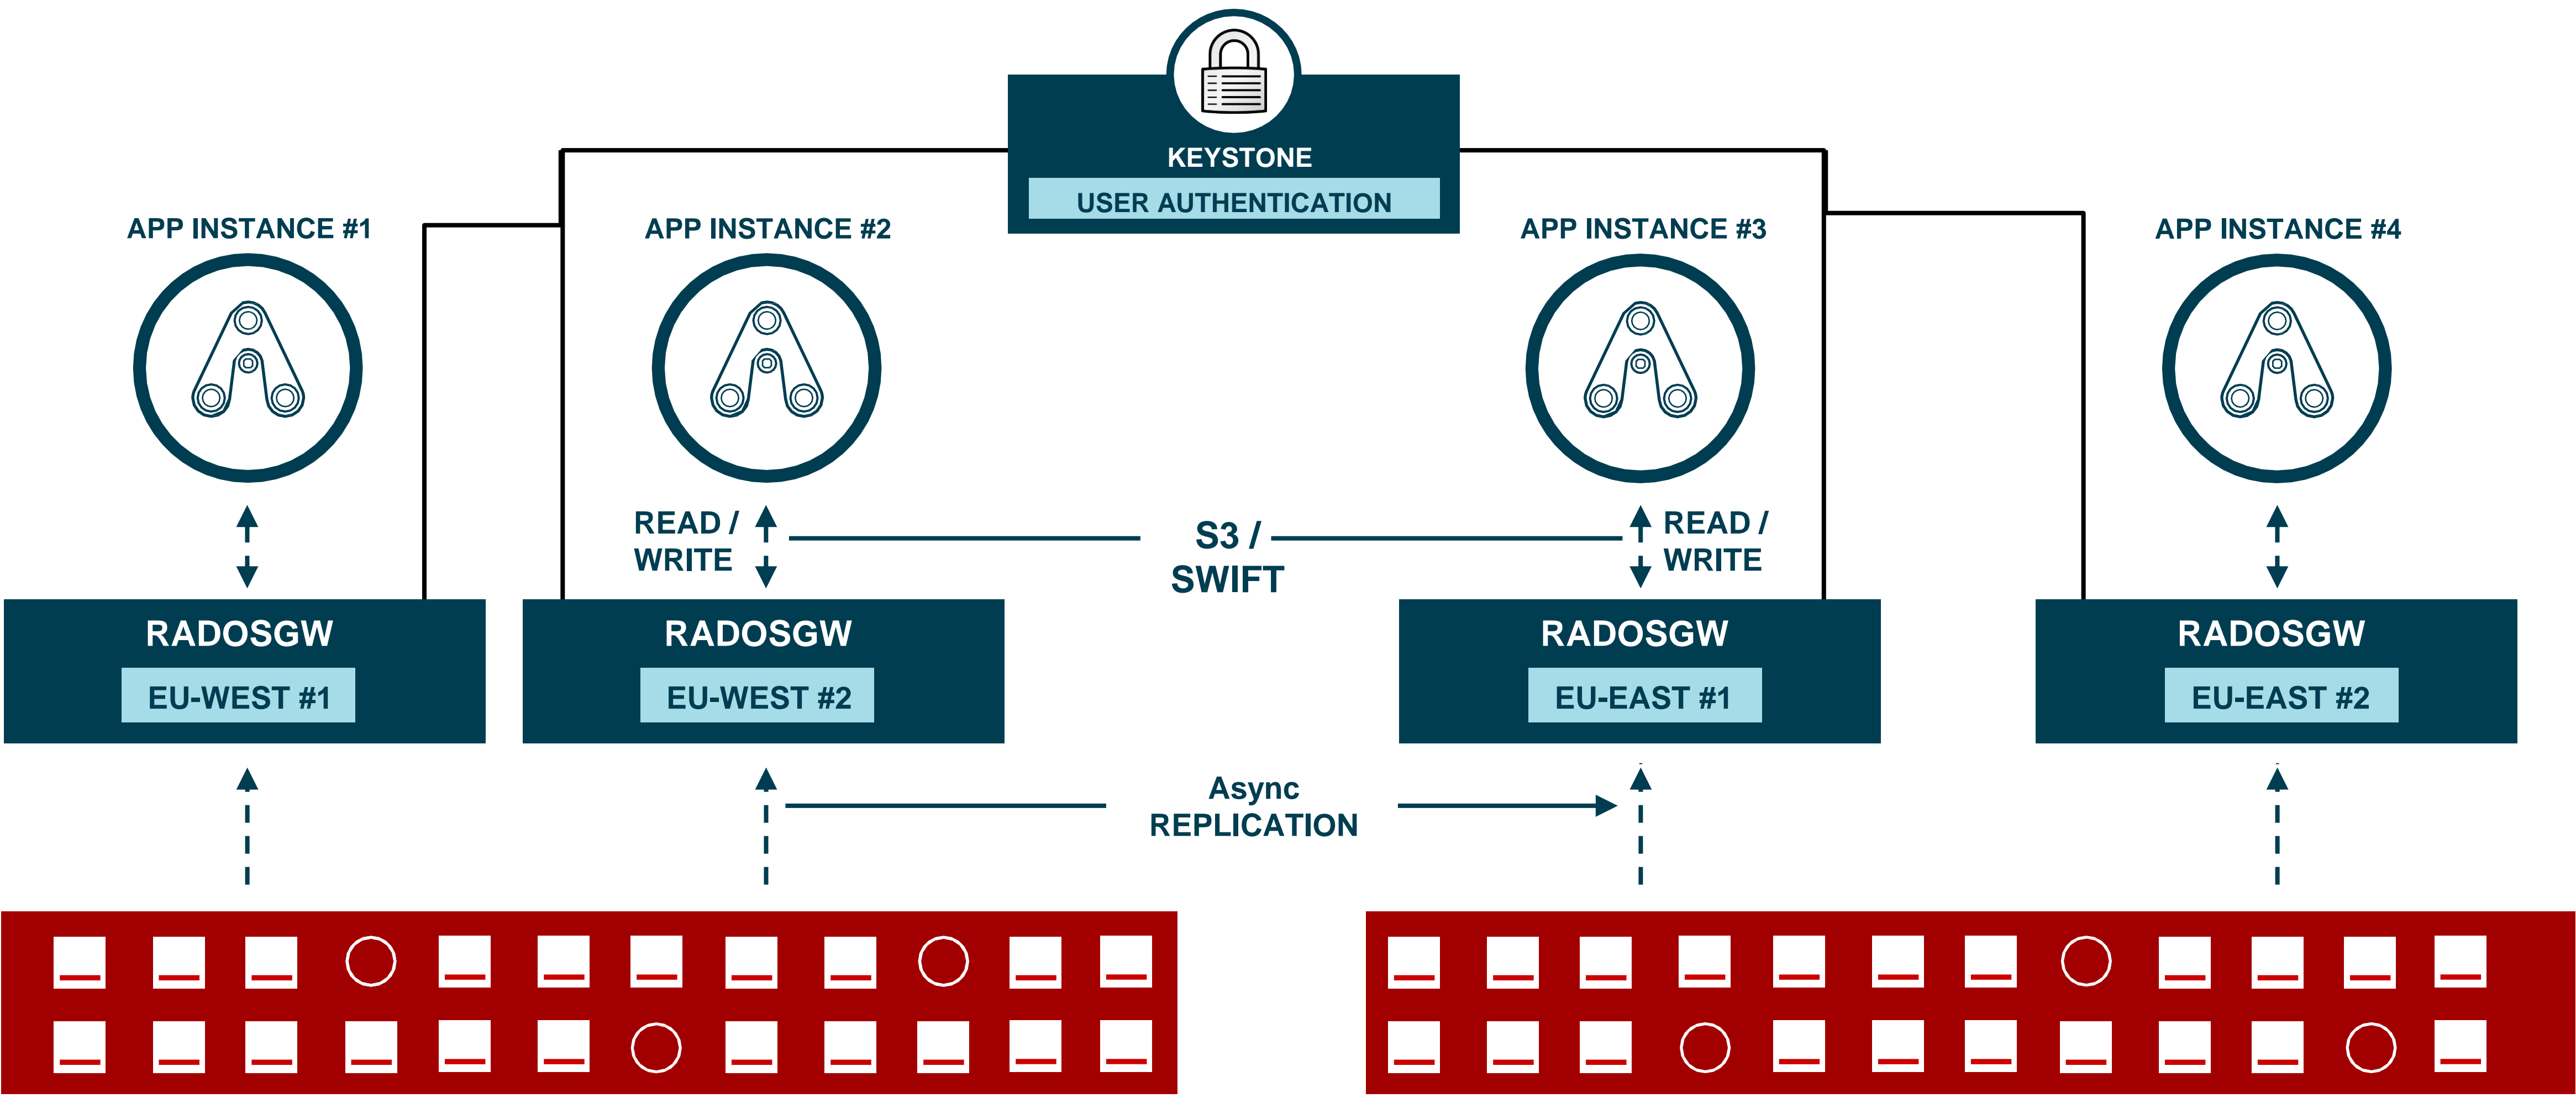 KEYSTONE
USER AUTHENTICATION
APP INSTANCE #1
APP INSTANCE #2
APP INSTANCE #3
APP INSTANCE #4
READ /
WRITE
S3 /
SWIFT
READ /
WRITE
RADOSGW
EU-WEST #1
RADOSGW
EU-WEST #2
RADOSGW
EU-EAST #1
RADOSGW
EU-EAST #2
Async
REPLICATION